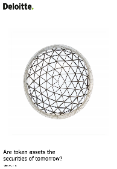 Deloitte.
Are token assets the
securities of tomorrow?